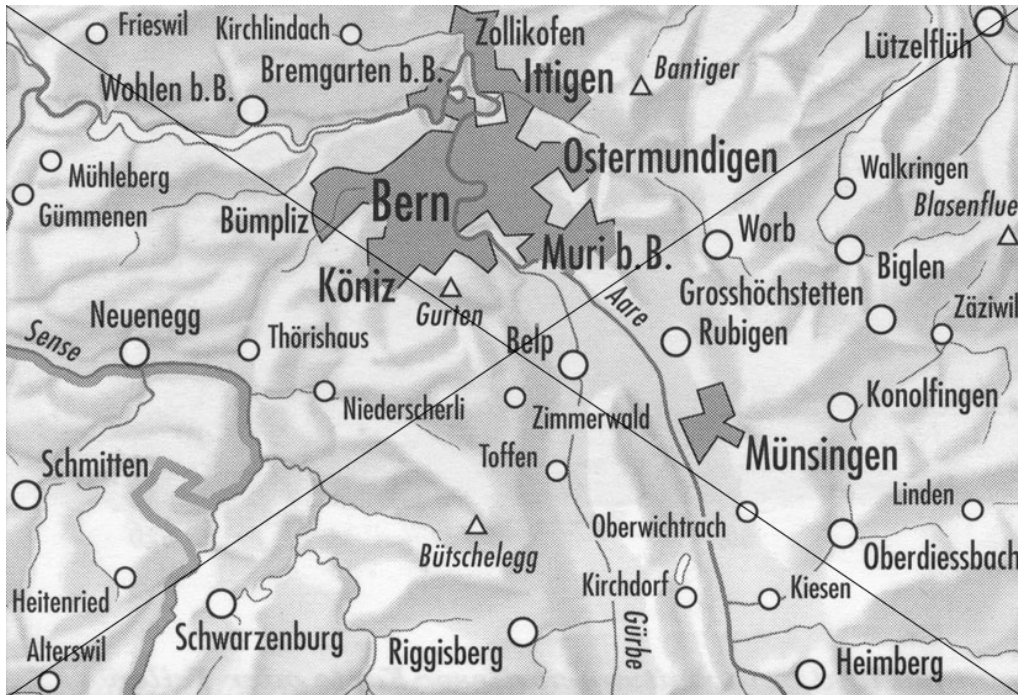 Frieswil
Kirchlindach
Zollikofen
Lützelflüh
Bremgarten b.B.
Ittigen
Bantiger
Wohlen b.B.
Mühleberg
Ostermundigen
Walkringen
Gümmenen
Bümpliz
Bern
Blasenflue
Worb
Muri b.B.
Biglen
Köniz
Gurten
Aare
Grosshöchstetten
Zäziwil
Neuenegg
Sense
Thörishaus
Belp
Rubigen
Niederscherli
Zimmerwald
Konolfingen
Schmitten
Toffen
Münsingen
Linden
Oberwichtrach
Bütschelegg
Oberdiessbach
Heitenried
Kirchdorf
Kiesen
Schwarzenburg
Gürbe
Alterswil
Riggisberg
Heimberg